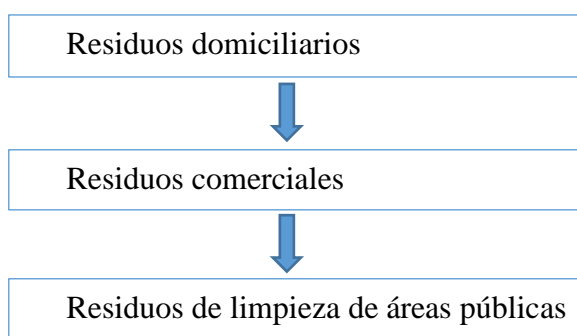 Residuos domiciliarios
Residuos comerciales
Residuos de limpieza de áreas públicas